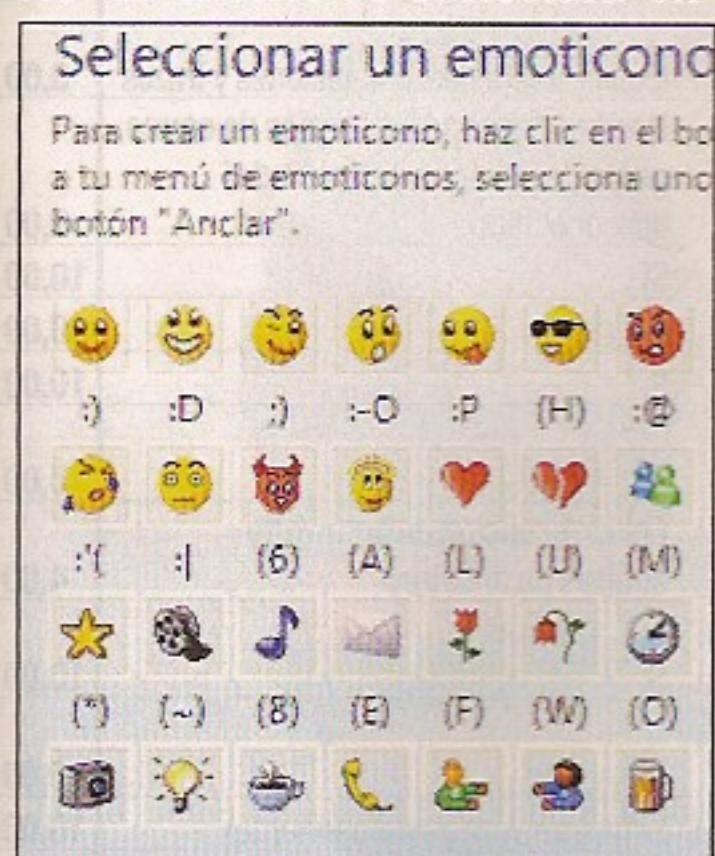 Seleccionar un emoticono
Para crear un emoticono, haz clic en el bo
a tu menú de emoticonos, selecciona uno
botón "Anclar".
:) :D ;) :-O :P (H) :@
:'( :| (6) (A) (L) (U) (M)
(*) (~) (8) (E) (F) (W) (O)